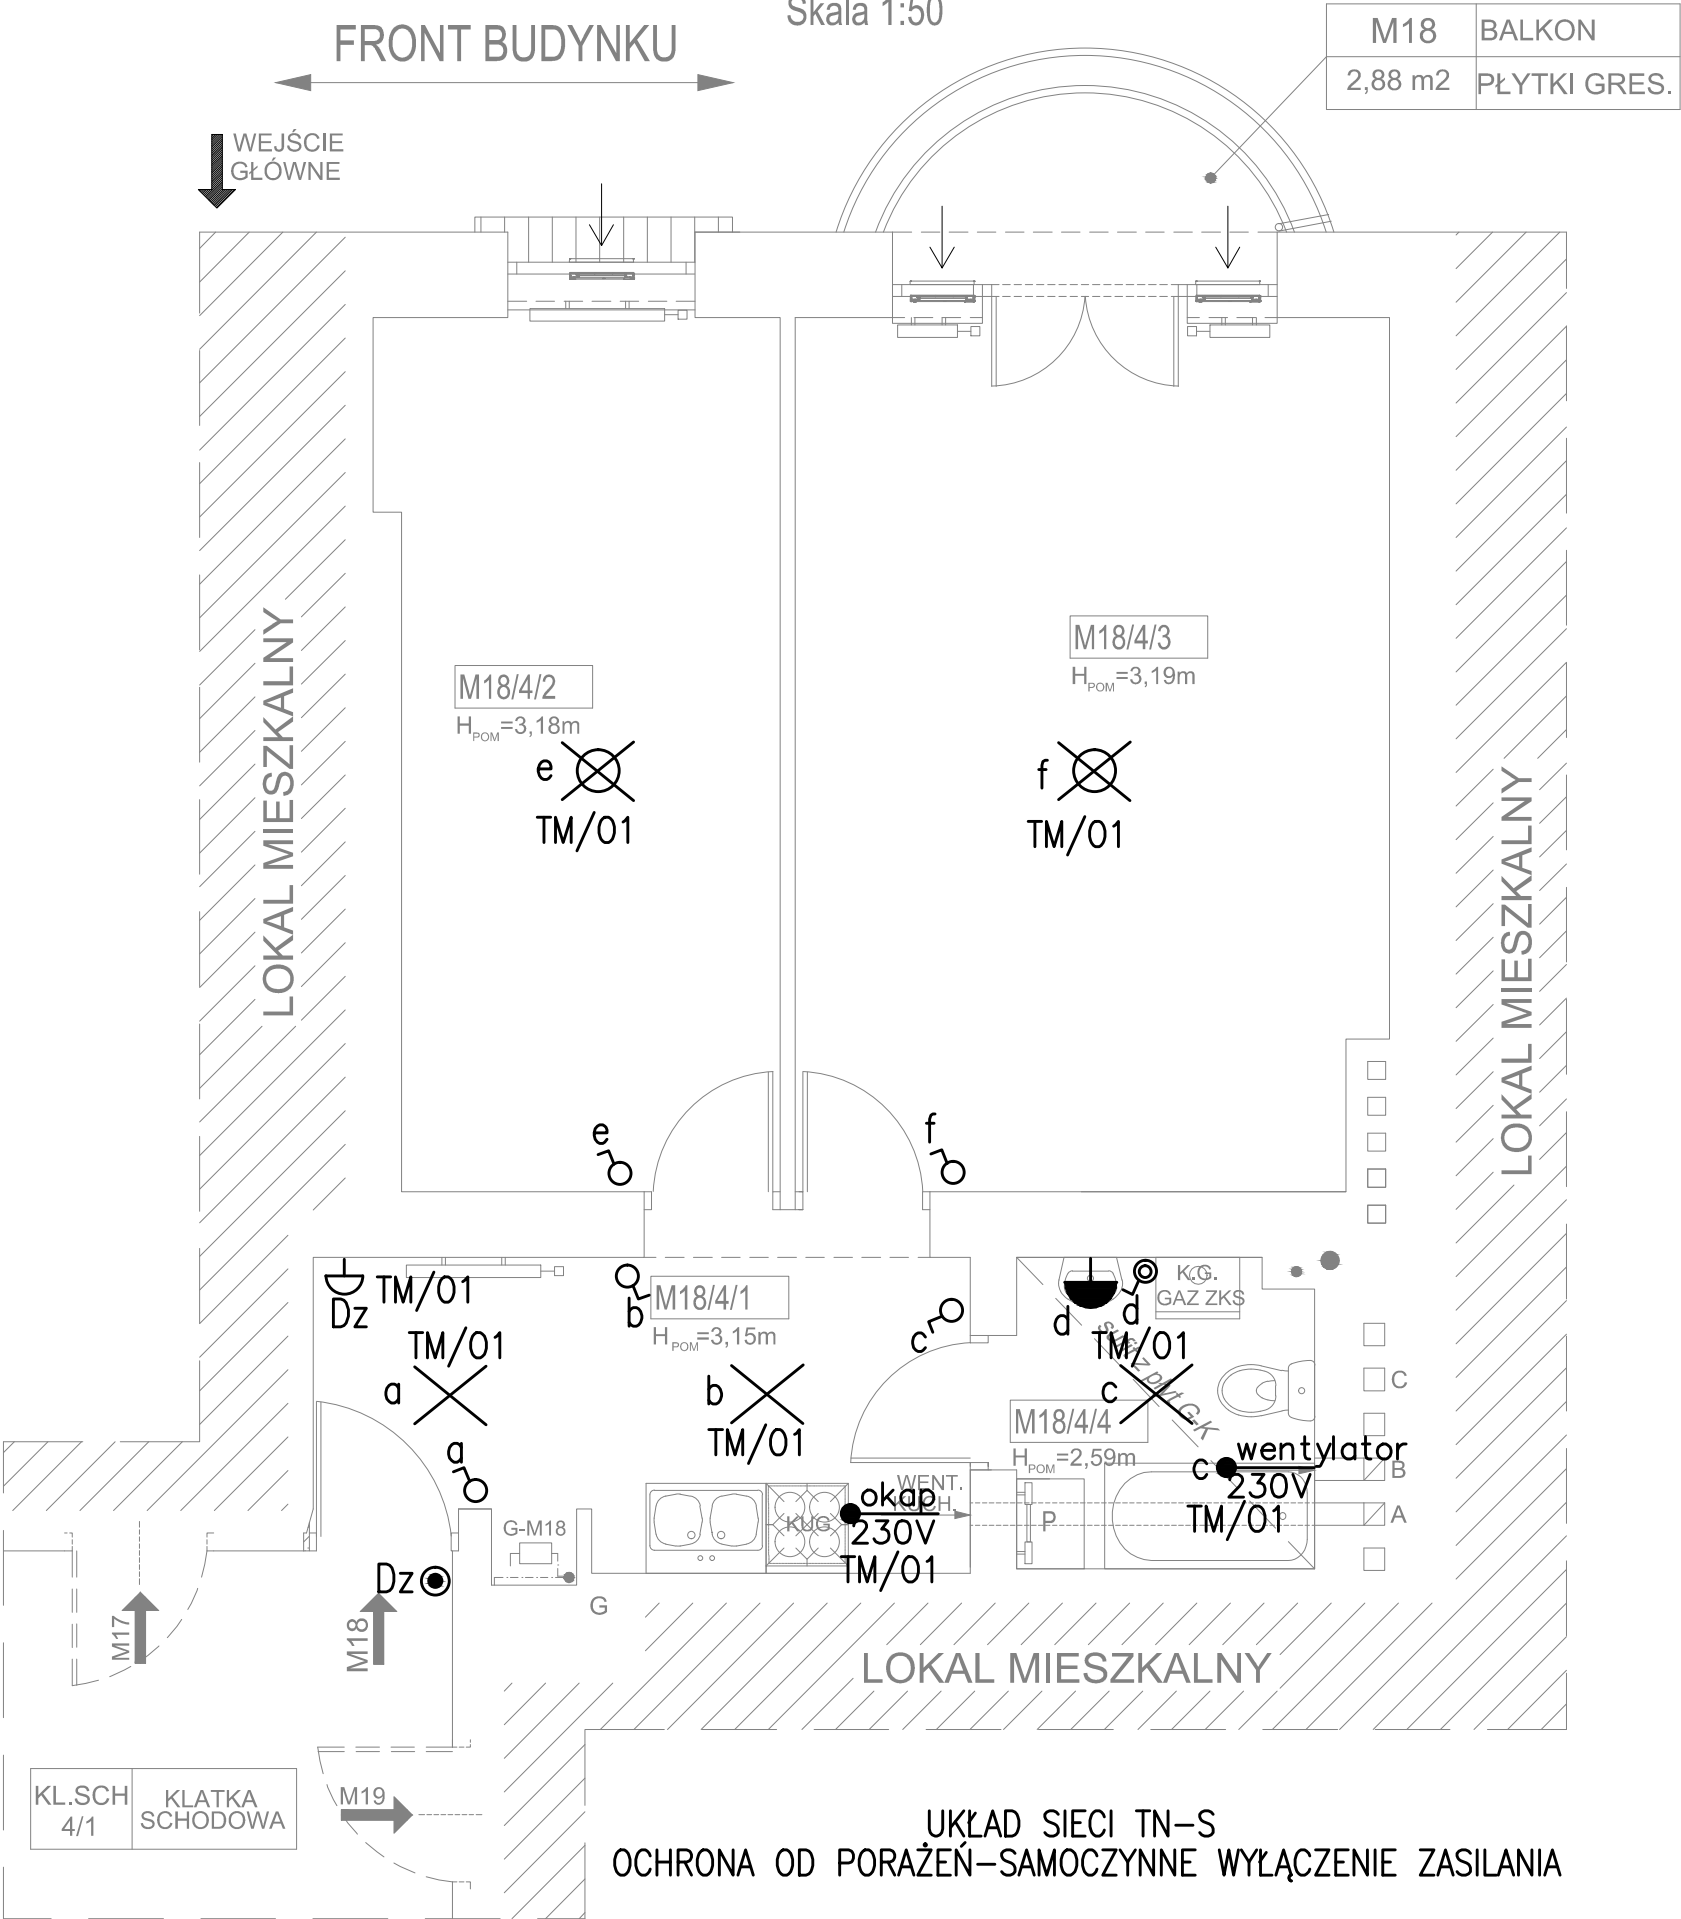 Skala 1:50
FRONT BUDYNKU
M18 BALKON
2,88 m2 PŁYTKI GRES.
WEJŚCIE
GŁÓWNE
LOKAL MIESZKALNY
M18/4/2
HPOM=3,18m
e
TM/01
M18/4/3
HPOM=3,19m
f
TM/01
LOKAL MIESZKALNY
e
f
Dz
TM/01
b
M18/4/1
HPOM=3,15m
c
d
d
K.G.
GAZ ZKS
TM/01
sufit z płyt G-K
TM/01
a
b
TM/01
c
M18/4/4
HPOM=2,59m
C
a
wentylator
c
230V
TM/01
B
A
WENT.
KUCH.
okap
230V
TM/01
KUG
P
G-M18
G
Dz
M17
M18
LOKAL MIESZKALNY
M19
KL.SCH
4/1
KLATKA
SCHODOWA
UKŁAD SIECI TN-S
OCHRONA OD PORAŻEŃ-SAMOCZYNNE WYŁĄCZENIE ZASILANIA